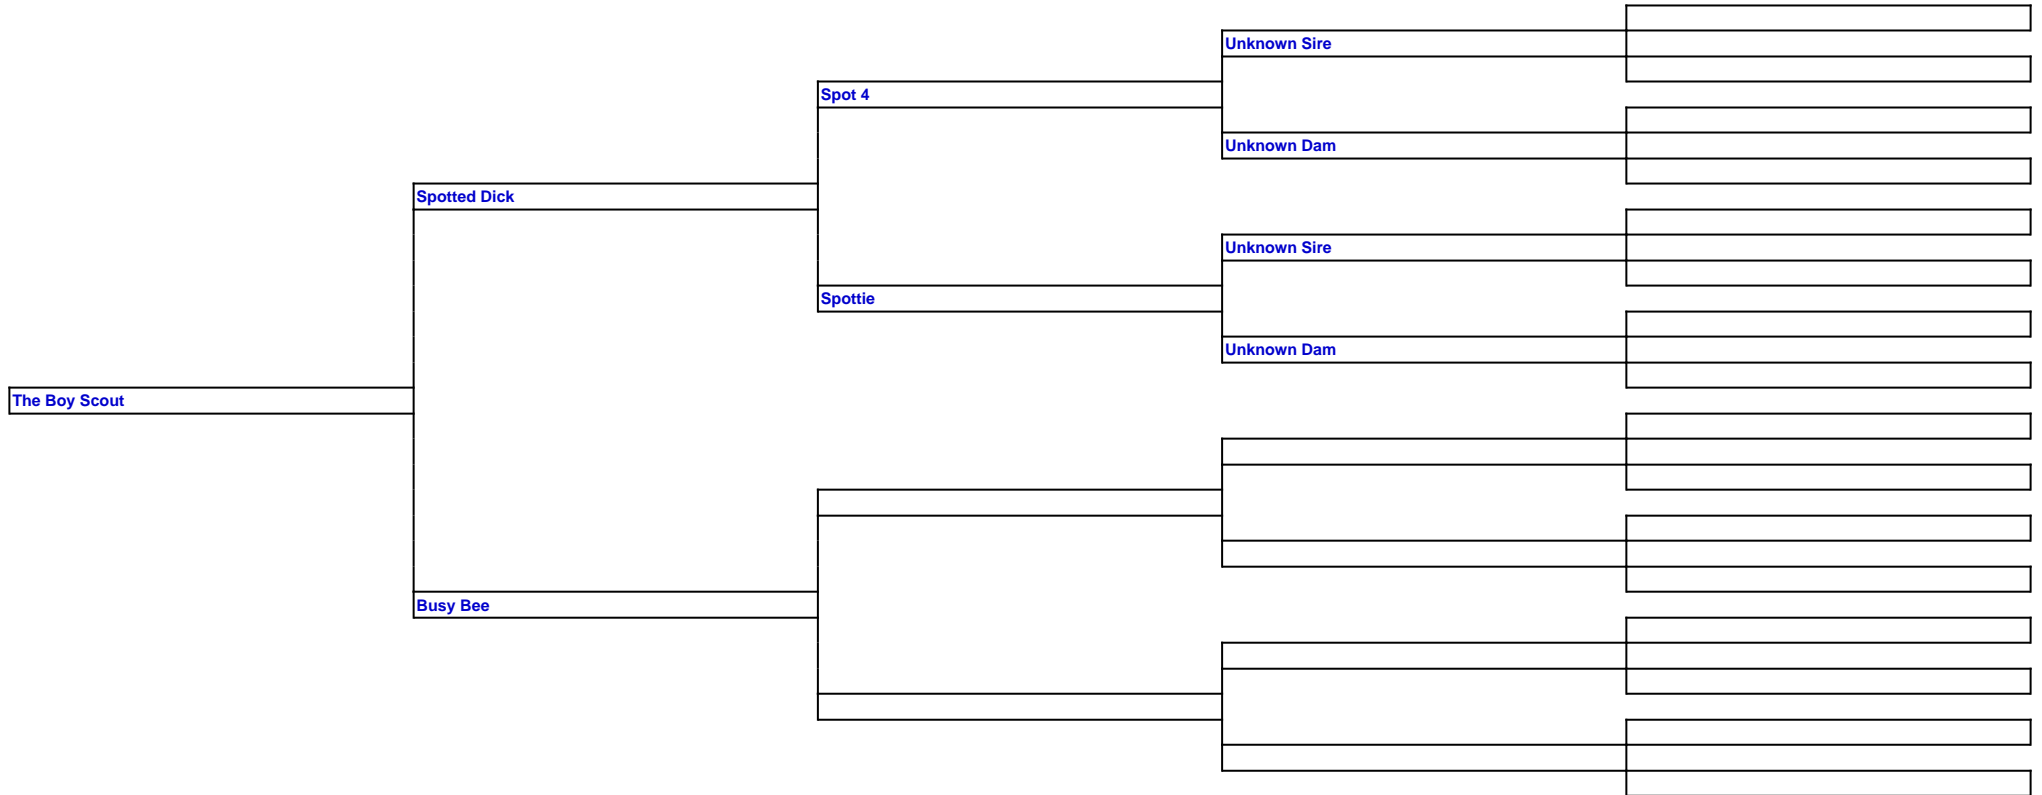 Unknown Sire
Spot 4
Unknown Dam
Spotted Dick
Unknown Sire
Spottie
Unknown Dam
The Boy Scout
Busy Bee